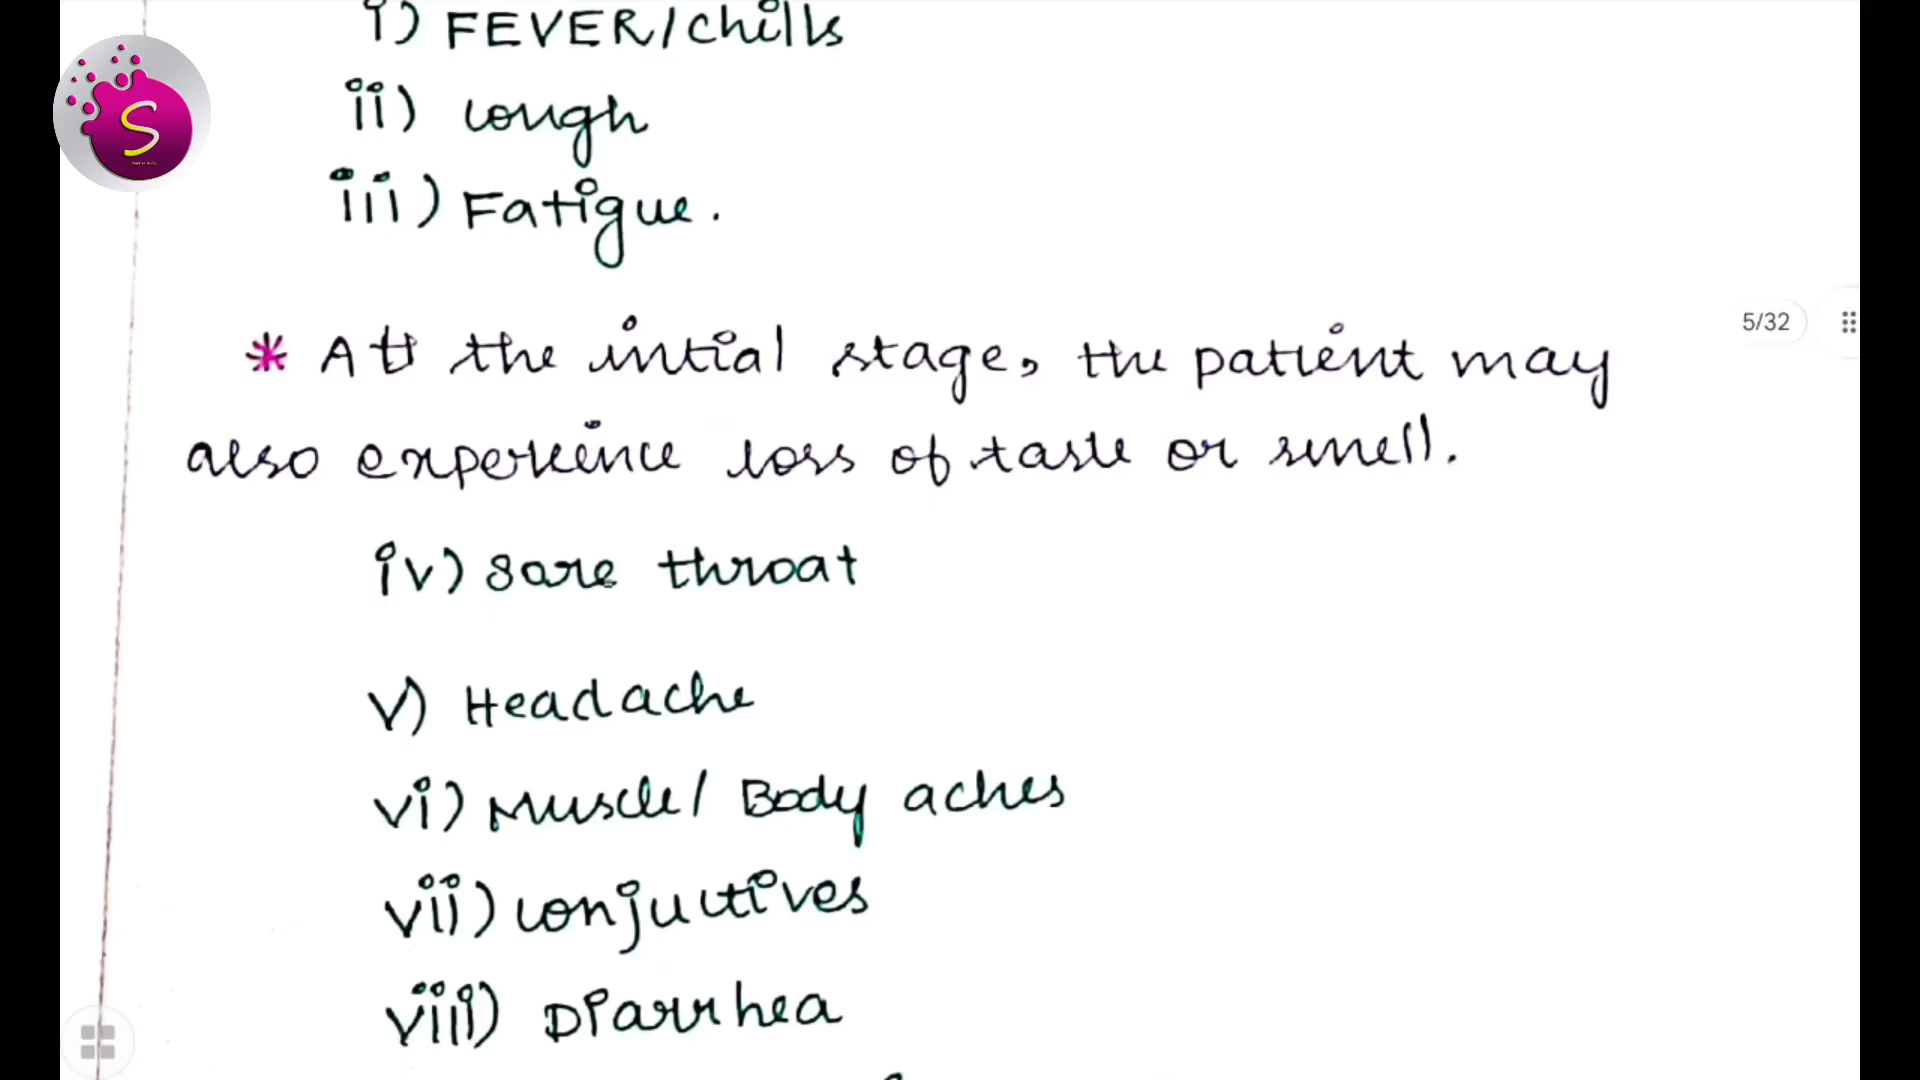 i) FEVER/chills
ii) cough
iii) Fatigue.
S
* At the intial stage, the patient may
5/32
also experience loss of taste or smell.
iv) Sore throat
v) Headache
vi) Muscle/ Body aches
vii) conjuctives
viii) Diarrhea